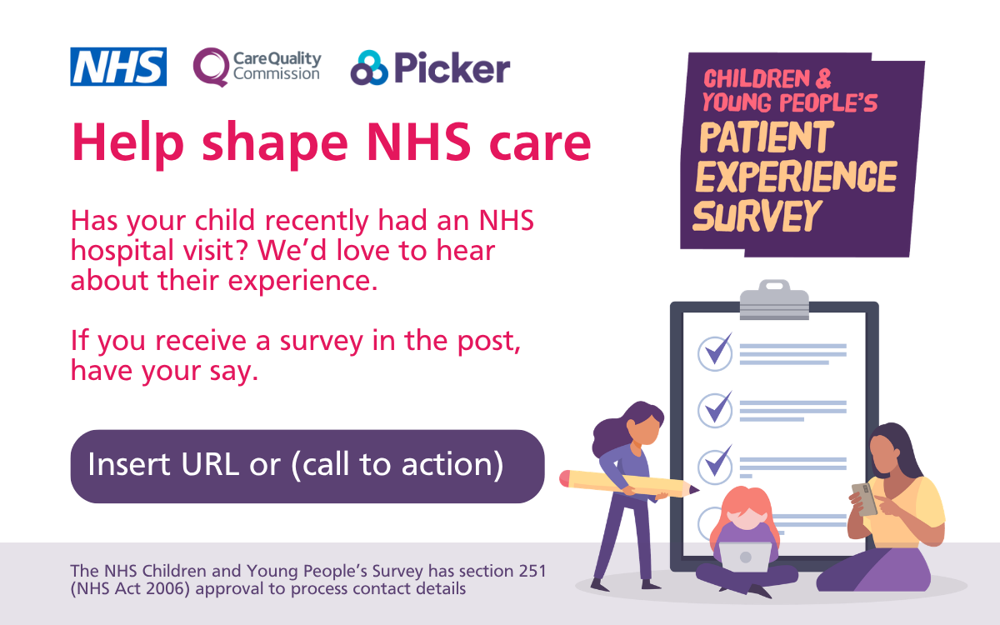 NHS
CareQuality
Commission
Picker
CHILDREN &
YOUNG PEOPLE'S
PATIENT
EXPERIENCE
SURVEY
Help shape NHS care
Has your child recently had an NHS
hospital visit? We'd love to hear
about their experience.
If you receive a survey in the post,
have your say.
Insert URL or (call to action)
The NHS Children and Young People's Survey has section 251
(NHS Act 2006) approval to process contact details